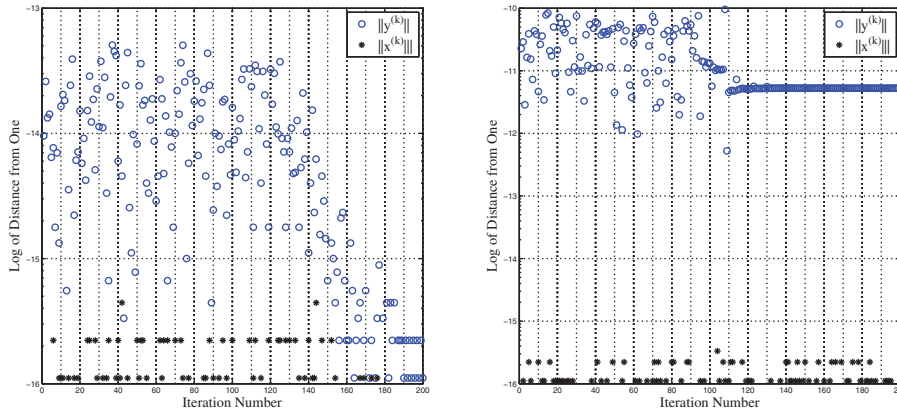 -13
-14
-15
-16
Log of Distance from One
0 20 40 60 80 100 120 140 160 180 200
Iteration Number
||y^(k)||
||x^(k)|||
-10
-11
-12
-13
-14
-15
-16
Log of Distance from One
0 20 40 60 80 100 120 140 160 180 200
Iteration Number
||y^(k)||
||x^(k)|||